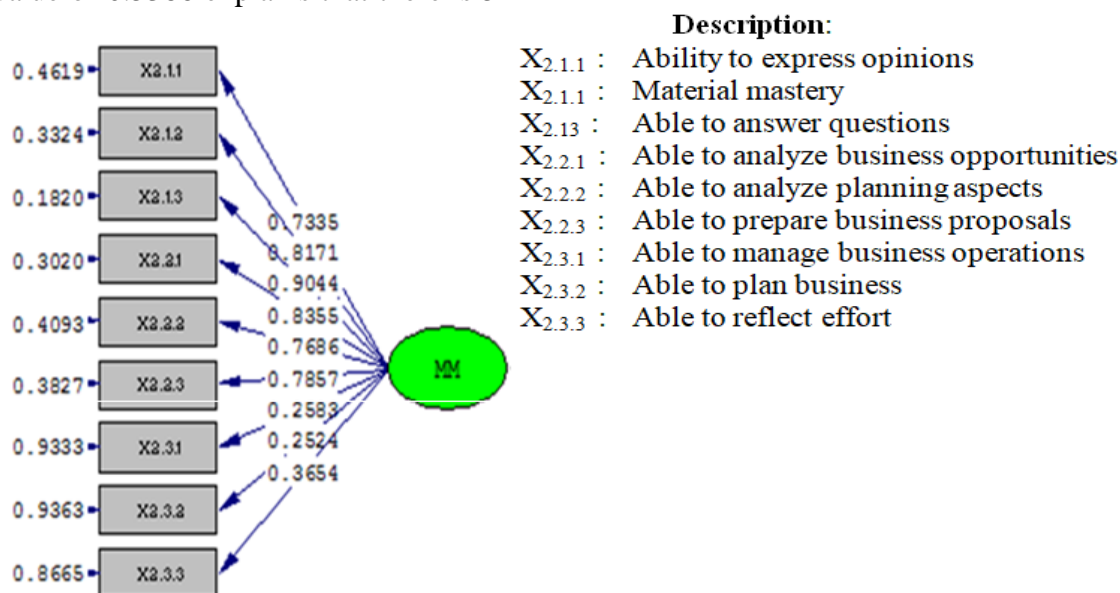 Description:
X2.1.1 : Ability to express opinions
X2.1.1 : Material mastery
X2.13 : Able to answer questions
X2.2.1 : Able to analyze business opportunities
X2.2.2 : Able to analyze planning aspects
X2.2.3 : Able to prepare business proposals
X2.3.1 : Able to manage business operations
X2.3.2 : Able to plan business
X2.3.3 : Able to reflect effort
0.4619 X2.1.1
0.3324 X2.1.2
0.1820 X2.1.3
0.3020 X2.2.1
0.4093 X2.2.2
0.3827 X2.2.3
0.9333 X2.3.1
0.9363 X2.3.2
0.8665 X2.3.3
0.7335
0.8171
0.9044
0.8355
0.7686
0.7857
0.2583
0.2524
0.3654
MM